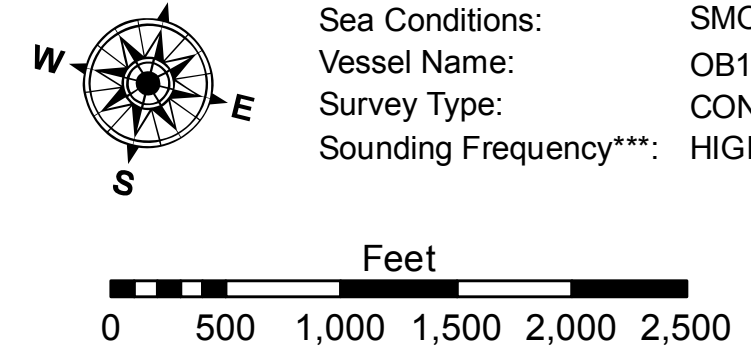 Sea Conditions:
Vessel Name:
OB1
Survey Type:
Sounding Frequency***:
W
E
S
Feet
0 500 1,000 1,500 2,000 2,500